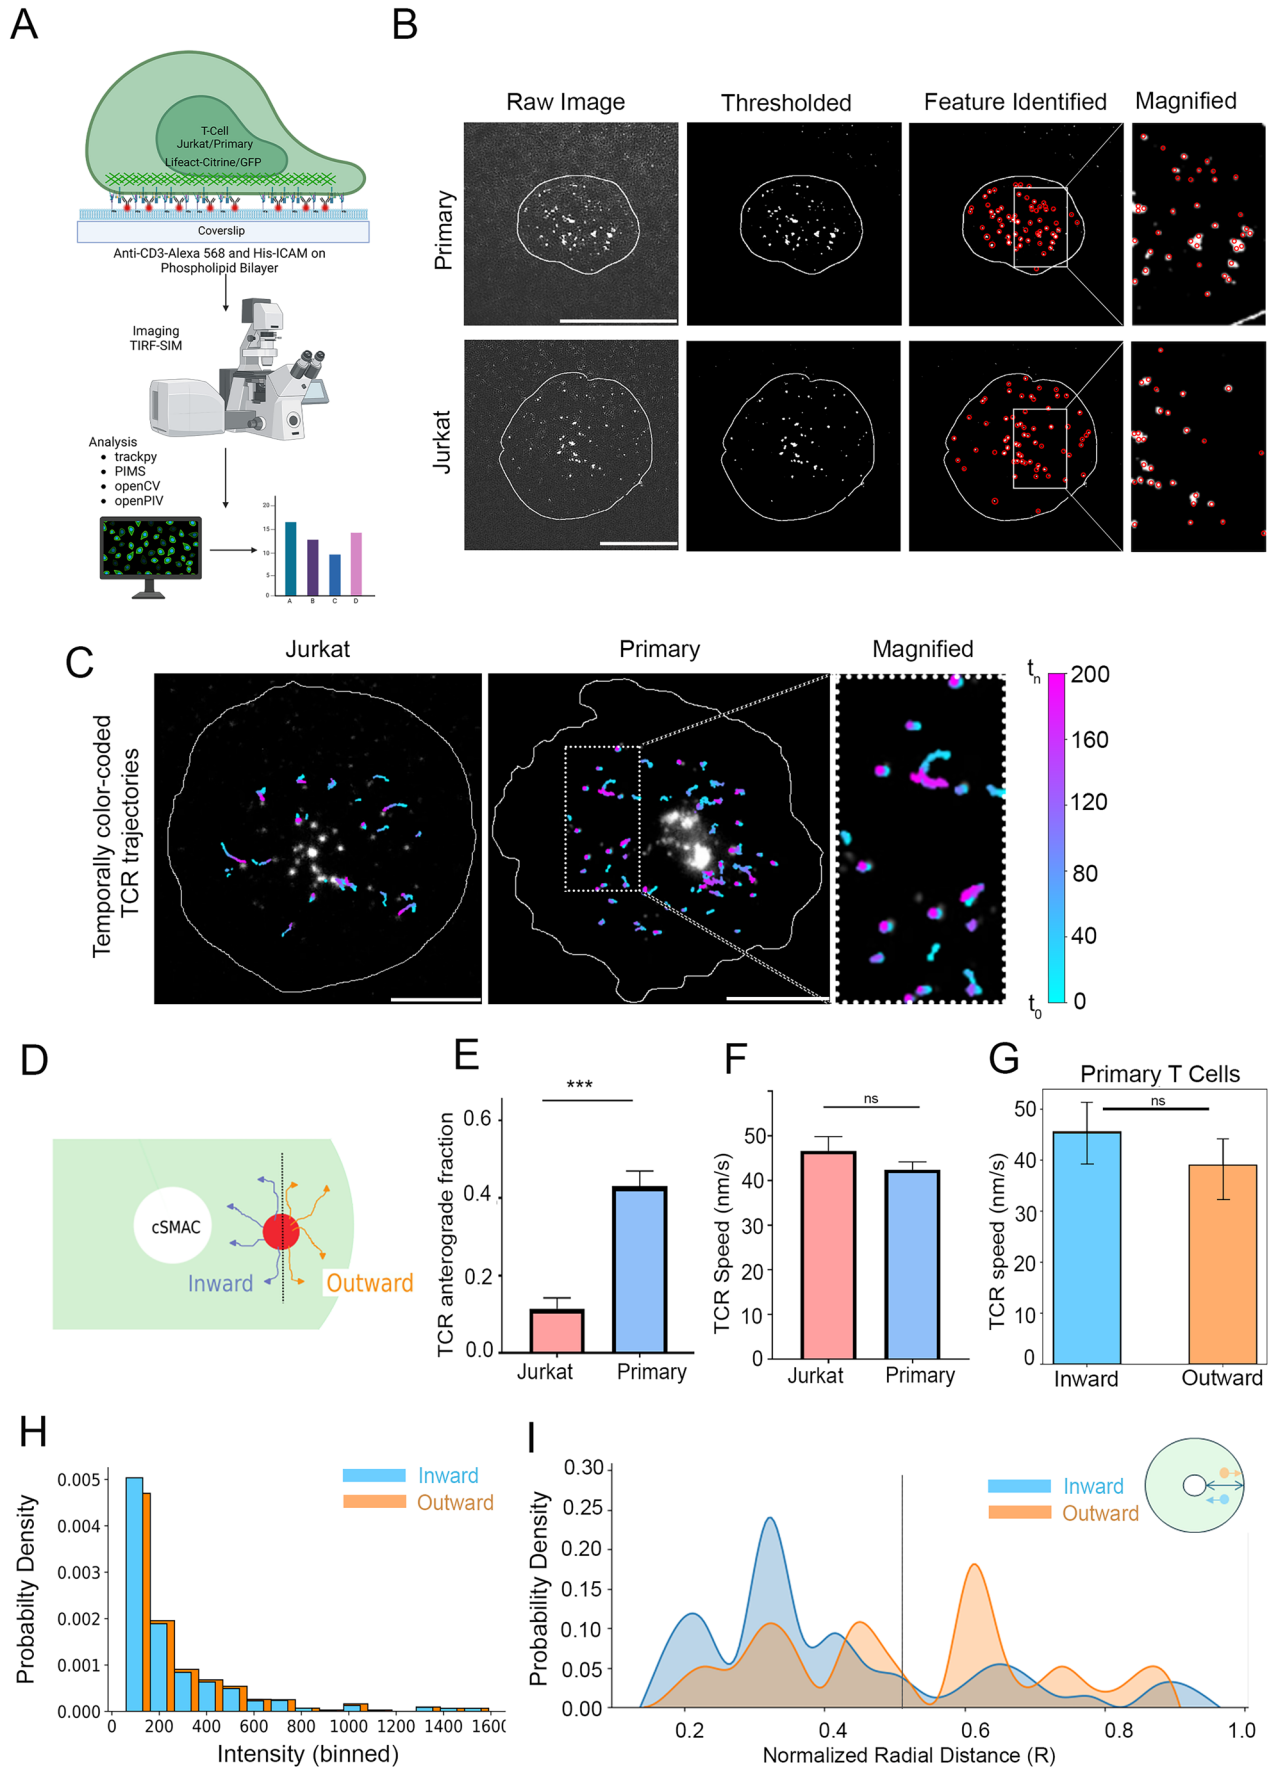 A
T-Cell
Jurkat/Primary
Lifeact-Citrine/GFP
Coverslip
Anti-CD3-Alexa 568 and His-ICAM on
Phospholipid Bilayer
Imaging
TIRF-SIM
Analysis
• trackpy
• PIMS
• openCV
• openPIV
20
15
10
5
0
A B C D
B
Raw Image Thresholded Feature Identified Magnified
Primary
Jurkat
C
Jurkat Primary Magnified
Temporally color-coded
TCR trajectories
tn
200
160
120
80
40
0
t0
D
cSMAC
Inward
Outward
E
***
TCR anterograde fraction
0.6
0.4
0.2
0.0
Jurkat Primary
F
ns
TCR Speed (nm/s)
50
40
30
20
10
0
Jurkat Primary
G
Primary T Cells
ns
TCR speed (nm/s)
50
40
30
20
10
0
Inward Outward
H
Inward
Outward
Probabilty Density
0.005
0.004
0.003
0.002
0.001
0.000
0 200 400 600 800 1000 1200 1400 1600
Intensity (binned)
I
Inward
Outward
Probability Density
0.30
0.25
0.20
0.15
0.10
0.05
0.00
0.2 0.4 0.6 0.8 1.0
Normalized Radial Distance (R)